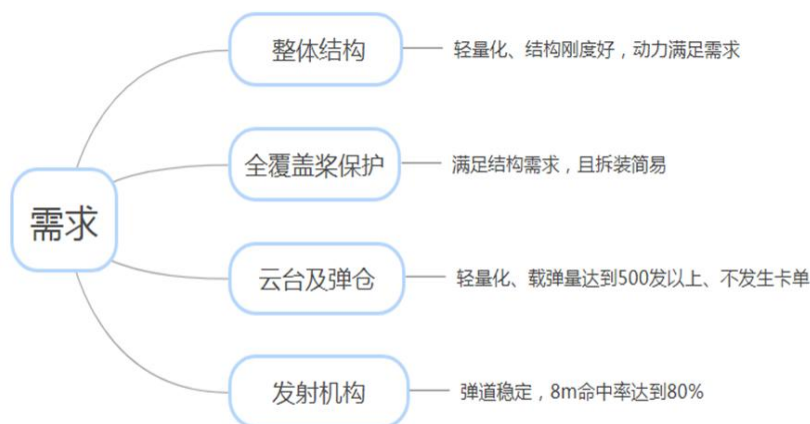 需求
整体结构
轻量化、结构刚度好，动力满足需求
全覆盖桨保护
满足结构需求，且拆装简易
云台及弹仓
轻量化、载弹量达到500发以上、不发生卡单
发射机构
弹道稳定，8m命中率达到80%